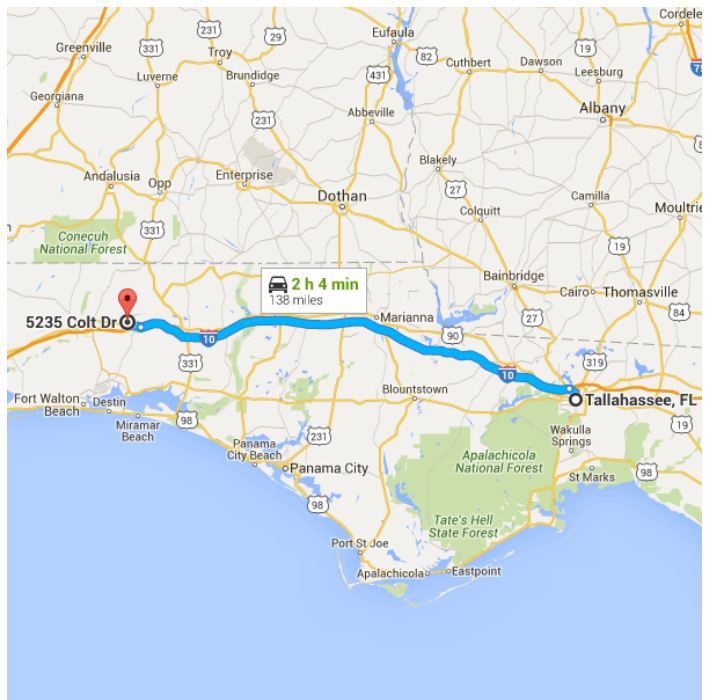 Cordele
231
331
Greenville
29
Eufaula
19
Troy
82
Cuthbert
Dawson
75
Luverne
Brundidge
431
Leesburg
Georgiana
331
82
Albany
Abbeville
231
Blakely
Andalusia
Opp
Enterprise
27
Camilla
Dothan
Moultrie
Colquitt
331
27
Conecuh
National Forest
19
Bainbridge
2 h 4 min
138 miles
Cairo
Thomasville
84
5235 Colt Dr
Marianna
90
10
331
319
10
Blountstown
Tallahassee, FL
Fort Walton
Beach
Destin
Miramar
Beach
98
19
231
Wakulla
Springs
Panama
City Beach
Panama City
Apalachicola
National Forest
St Marks
98
98
Tate's Hell
State Forest
Port St Joe
Apalachicola
Eastpoint